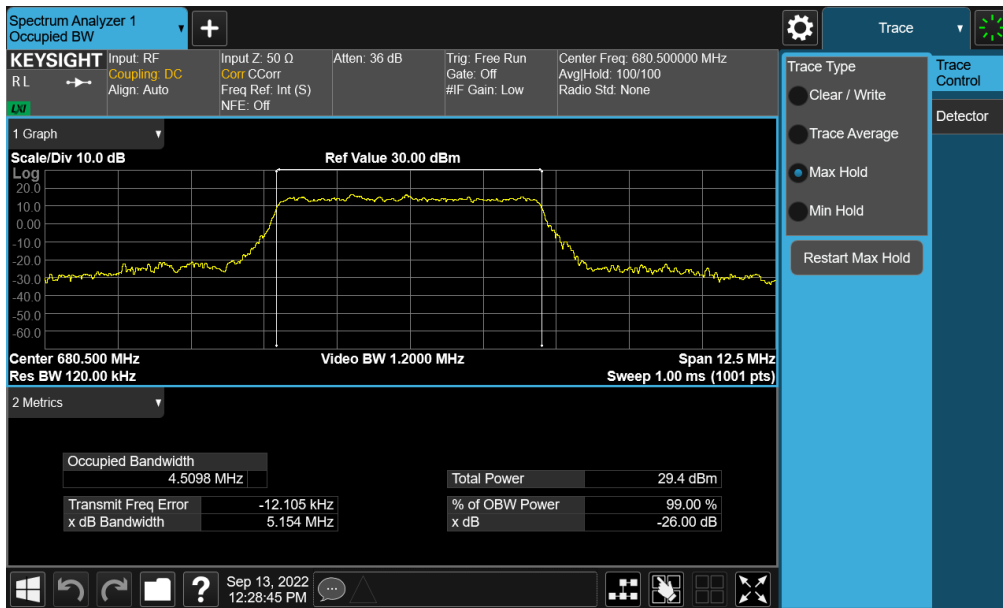 Spectrum Analyzer 1
Occupied BW
+
Trace
KEYSIGHT
R L
LXI
Input: RF
Coupling: DC
Align: Auto
Input Z: 50 Ω
Corr CCorr
Freq Ref: Int (S)
NFE: Off
Atten: 36 dB
Trig: Free Run
Gate: Off
#IF Gain: Low
Center Freq: 680.500000 MHz
Avg|Hold: 100/100
Radio Std: None
Trace Type
Clear / Write
Trace Average
Max Hold
Min Hold
Restart Max Hold
Trace
Control
Detector
1 Graph
Scale/Div 10.0 dB
Ref Value 30.00 dBm
Log
20.0
10.0
0.00
-10.0
-20.0
-30.0
-40.0
-50.0
-60.0
Center 680.500 MHz
Video BW 1.2000 MHz
Span 12.5 MHz
Res BW 120.00 kHz
Sweep 1.00 ms (1001 pts)
2 Metrics
Occupied Bandwidth
4.5098 MHz
Total Power 29.4 dBm
Transmit Freq Error -12.105 kHz
% of OBW Power 99.00 %
x dB Bandwidth 5.154 MHz
x dB -26.00 dB
?
Sep 13, 2022
12:28:45 PM